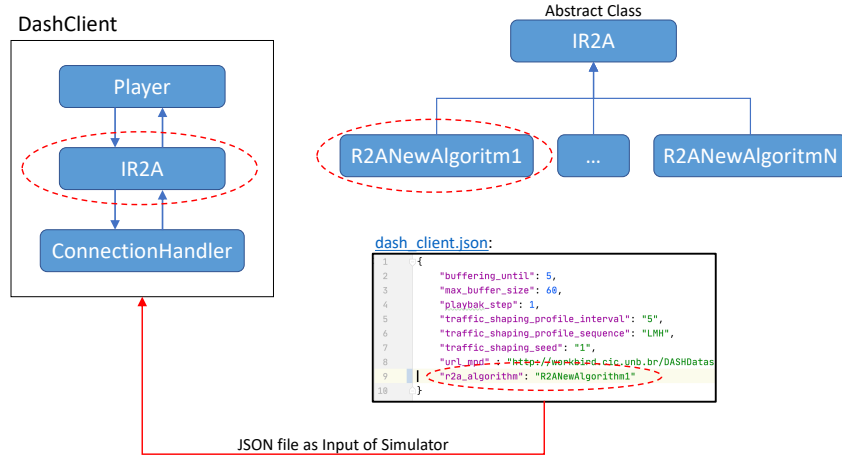 DashClient
Player
IR2A
ConnectionHandler
Abstract Class
IR2A
R2ANewAlgoritm1
...
R2ANewAlgoritmN
dash_client.json:
1 {
2 "buffering_until": 5,
3 "max_buffer_size": 60,
4 "playbak_step": 1,
5 "traffic_shaping_profile_interval": "5",
6 "traffic_shaping_profile_sequence": "LMH",
7 "traffic_shaping_seed": "1",
8 "url_mpd" : "http://workbird.cic.unb.br/DASHDatas
9 "r2a_algorithm": "R2ANewAlgorithm1"
10 }
JSON file as Input of Simulator